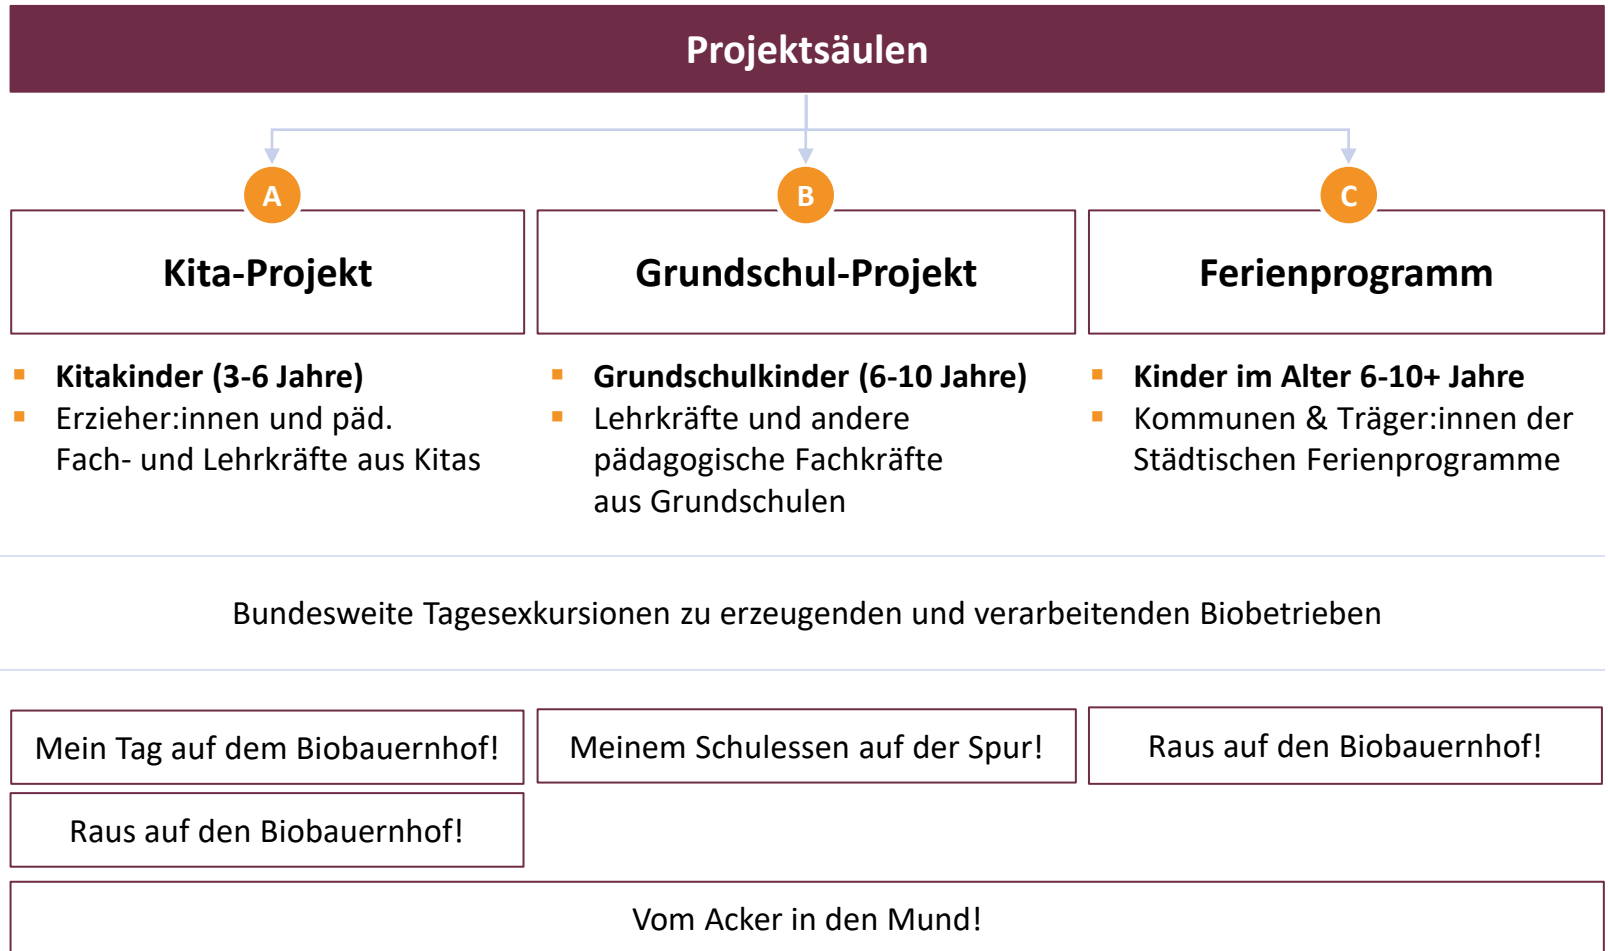 Projektsäulen
A
Kita-Projekt
▪ Kitakinder (3-6 Jahre)
▪ Erzieher:innen und päd.
Fach- und Lehrkräfte aus Kitas
B
Grundschul-Projekt
▪ Grundschulkinder (6-10 Jahre)
▪ Lehrkräfte und andere
pädagogische Fachkräfte
aus Grundschulen
C
Ferienprogramm
▪ Kinder im Alter 6-10+ Jahre
▪ Kommunen & Träger:innen der
Städtischen Ferienprogramme
Bundesweite Tagesexkursionen zu erzeugenden und verarbeitenden Biobetrieben
Mein Tag auf dem Biobauernhof!
Meinem Schulessen auf der Spur!
Raus auf den Biobauernhof!
Raus auf den Biobauernhof!
Vom Acker in den Mund!